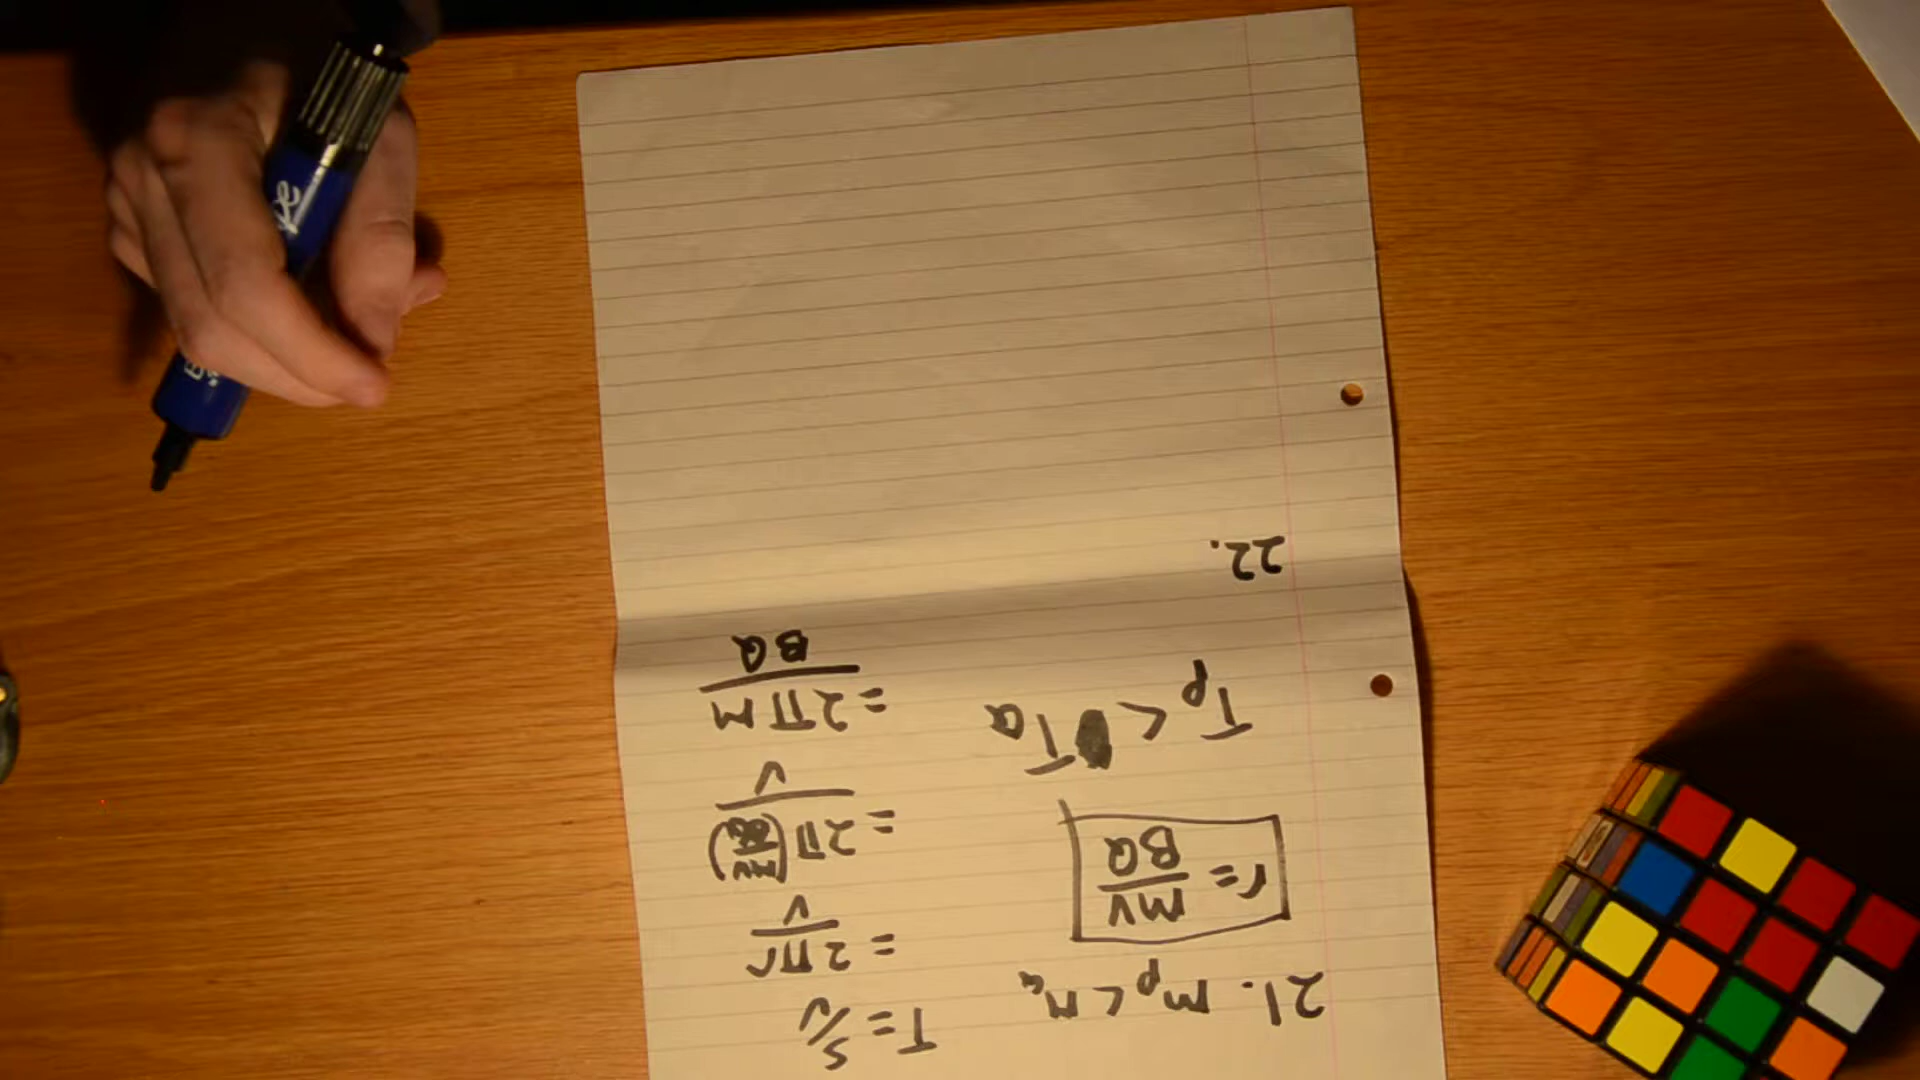 21. mp < mα
r = mv/BQ
Tp < Tα
T = s/v
= 2πr/v
= 2π(mv/BQ)/v
= 2πm/BQ
22.